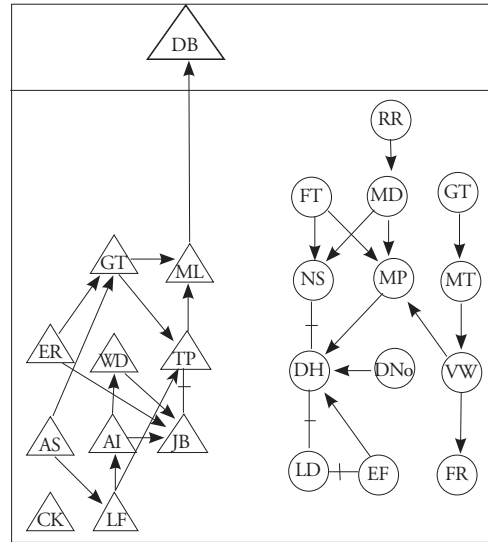 DB
RR
FT MD GT
GT ML NS MP MT
ER WD TP DH DNo VW
AS AI JB
LD EF FR
CK LF